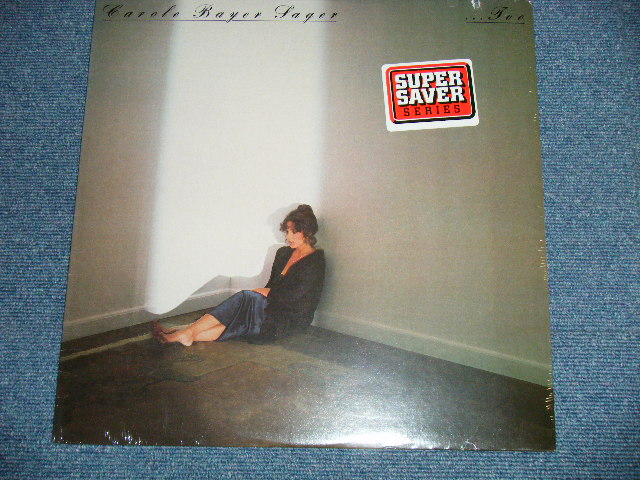 Carole Bayer Sager ...Too
SUPER
SAVER
SERIES